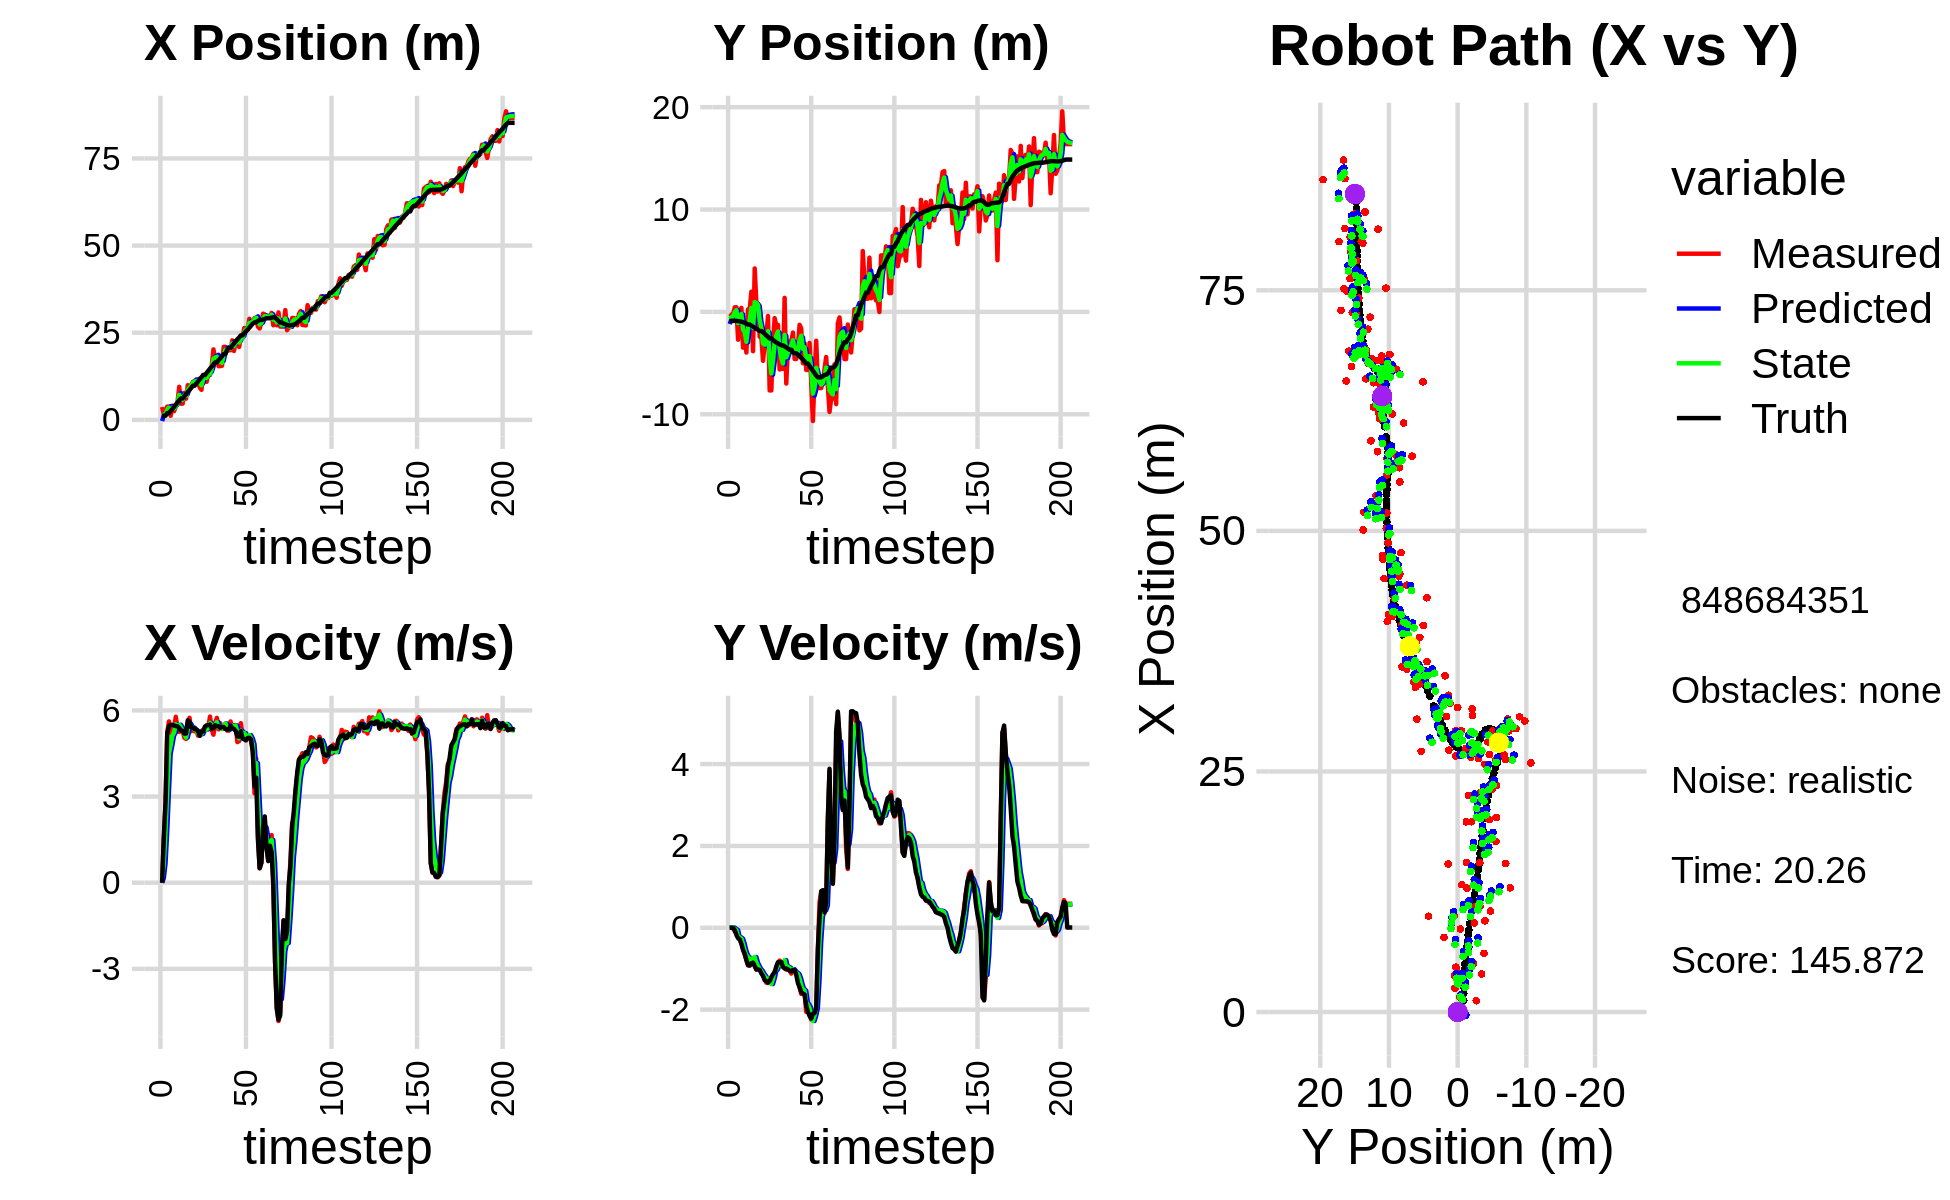 X Position (m)
75
50
25
0
0
50
100
150
200
timestep
Y Position (m)
20
10
0
-10
0
50
100
150
200
timestep
X Velocity (m/s)
6
3
0
-3
0
50
100
150
200
timestep
Y Velocity (m/s)
4
2
0
-2
0
50
100
150
200
timestep
Robot Path (X vs Y)
X Position (m)
75
50
25
0
20
10
0
-10
-20
Y Position (m)
variable
Measured
Predicted
State
Truth
848684351
Obstacles: none
Noise: realistic
Time: 20.26
Score: 145.872